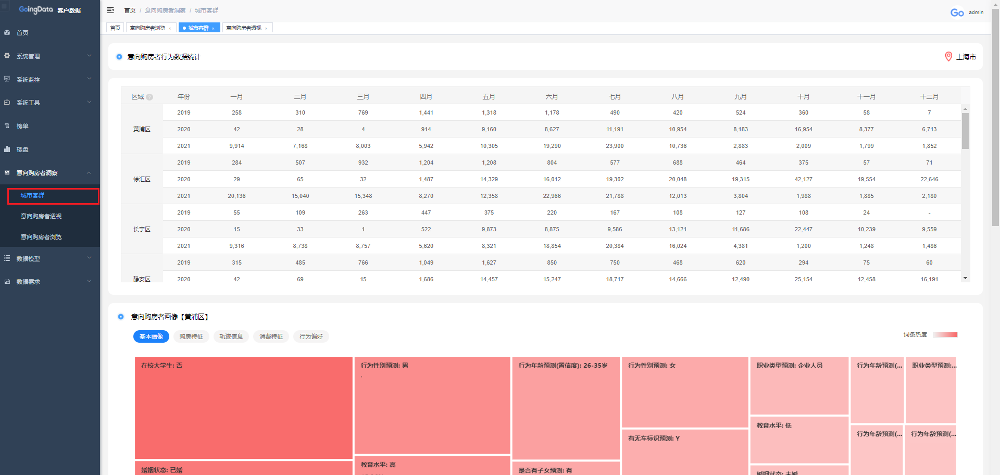 GoingData 客户数据
首页
系统管理
系统监控
系统工具
榜单
楼盘
意向购房者洞察
城市客群
意向购房者透视
意向购房者浏览
数据模型
数据需求
首页 / 意向购房者洞察 / 城市客群
Go admin
首页 意向购房者浏览 × 城市客群 × 意向购房者透视 ×
意向购房者行为数据统计
上海市
区域 ? 年份 一月 二月 三月 四月 五月 六月 七月 八月 九月 十月 十一月 十二月
黄浦区
2019 258 310 769 1,441 1,318 1,178 490 420 524 360 58 7
2020 42 28 4 914 9,160 8,627 11,191 10,954 8,183 16,954 8,377 6,713
2021 9,914 7,168 8,003 5,942 10,305 19,290 23,900 10,736 2,883 2,009 1,799 1,852
徐汇区
2019 284 507 932 1,204 1,208 804 577 688 464 375 57 71
2020 29 65 32 1,487 14,329 16,012 19,302 20,048 19,315 42,127 19,554 22,646
2021 20,136 15,040 15,348 8,270 12,358 22,966 21,788 12,013 3,804 1,988 1,885 2,180
长宁区
2019 55 109 263 447 375 220 167 108 127 108 24 -
2020 15 33 1 522 9,873 8,875 9,586 13,121 11,686 22,447 10,239 9,559
2021 9,316 8,738 8,757 5,620 8,321 18,854 20,384 16,024 4,381 1,200 1,248 1,486
静安区
2019 315 485 766 1,049 1,627 850 750 468 620 294 75 60
2020 42 69 15 1,686 14,457 15,247 18,717 14,666 12,490 25,154 12,458 16,191
意向购房者画像【黄浦区】
基本画像 购房特征 轨迹信息 消费特征 行为偏好
词条热度
在校大学生: 否
婚姻状态: 已婚
行为性别预测: 男
教育水平: 高
行为年龄预测(置信度): 26-35岁
是否有子女预测: 有
行为性别预测: 女
有无车标识预测: Y
职业类型预测: 企业人员
教育水平: 低
婚姻状态: 未婚
行为年龄预测(...
职业类型预测:...
行为年龄预测(...
行为年龄预测(...